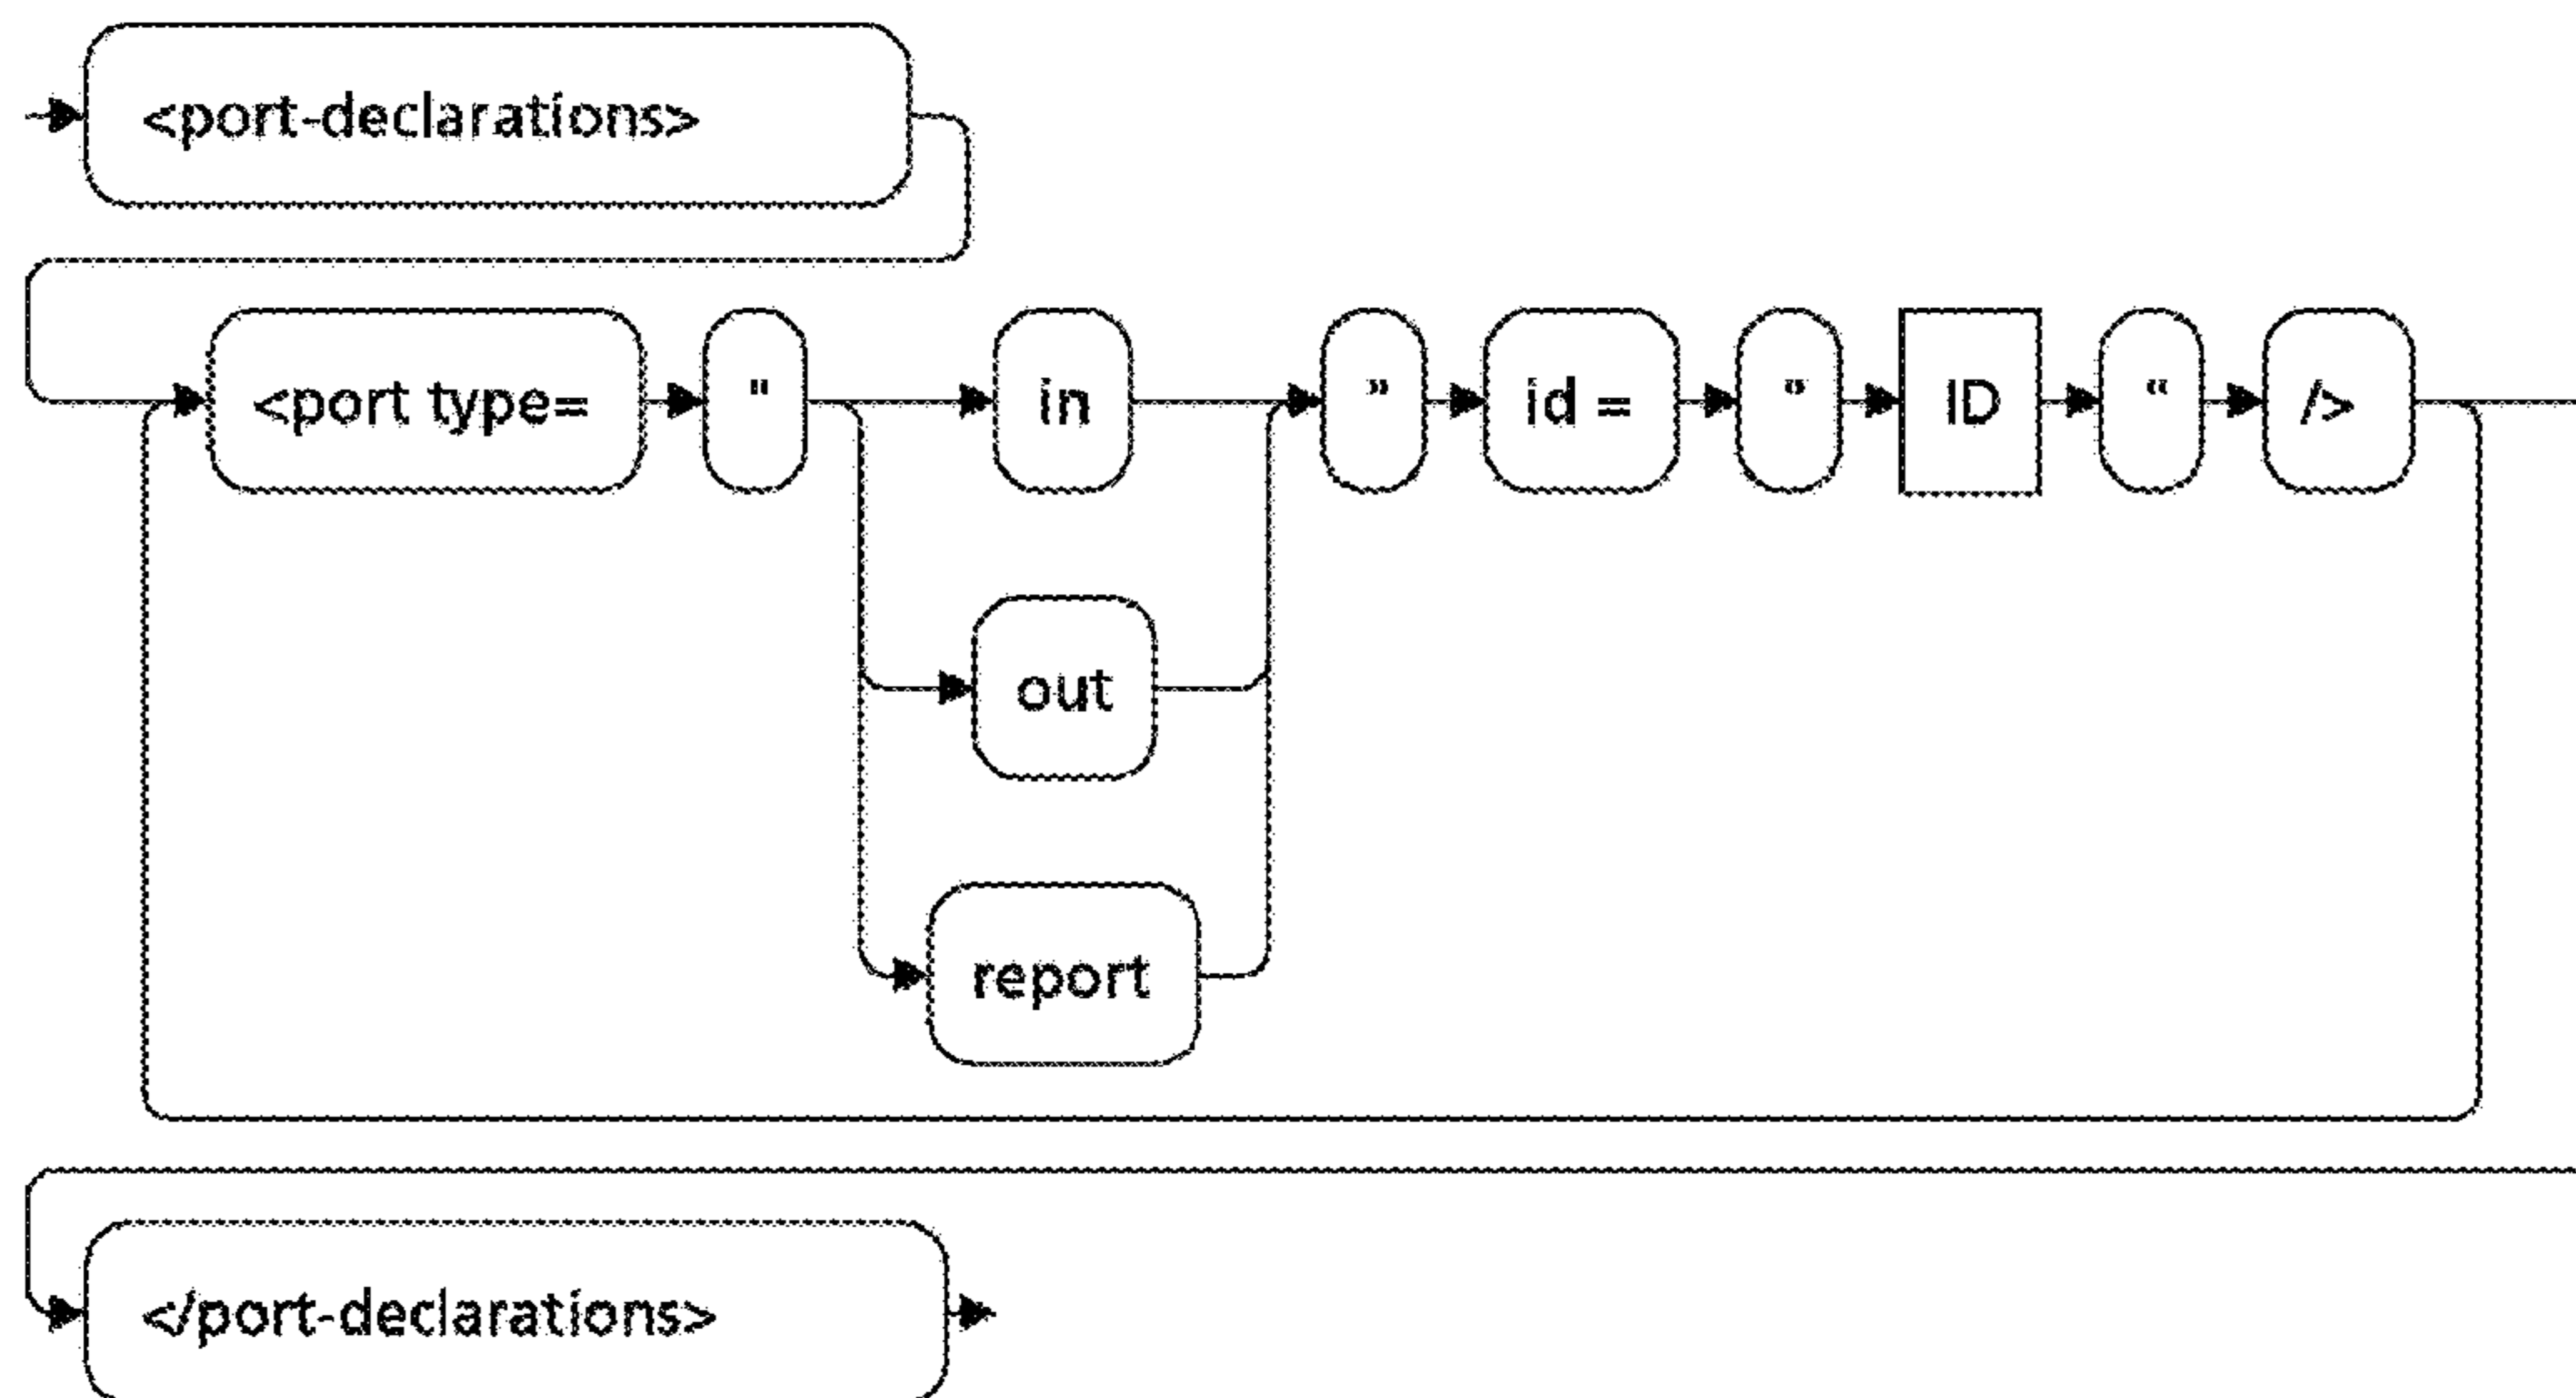 <port-declarations>
<port type= " in ” id = " ID “ />
out
report
</port-declarations>